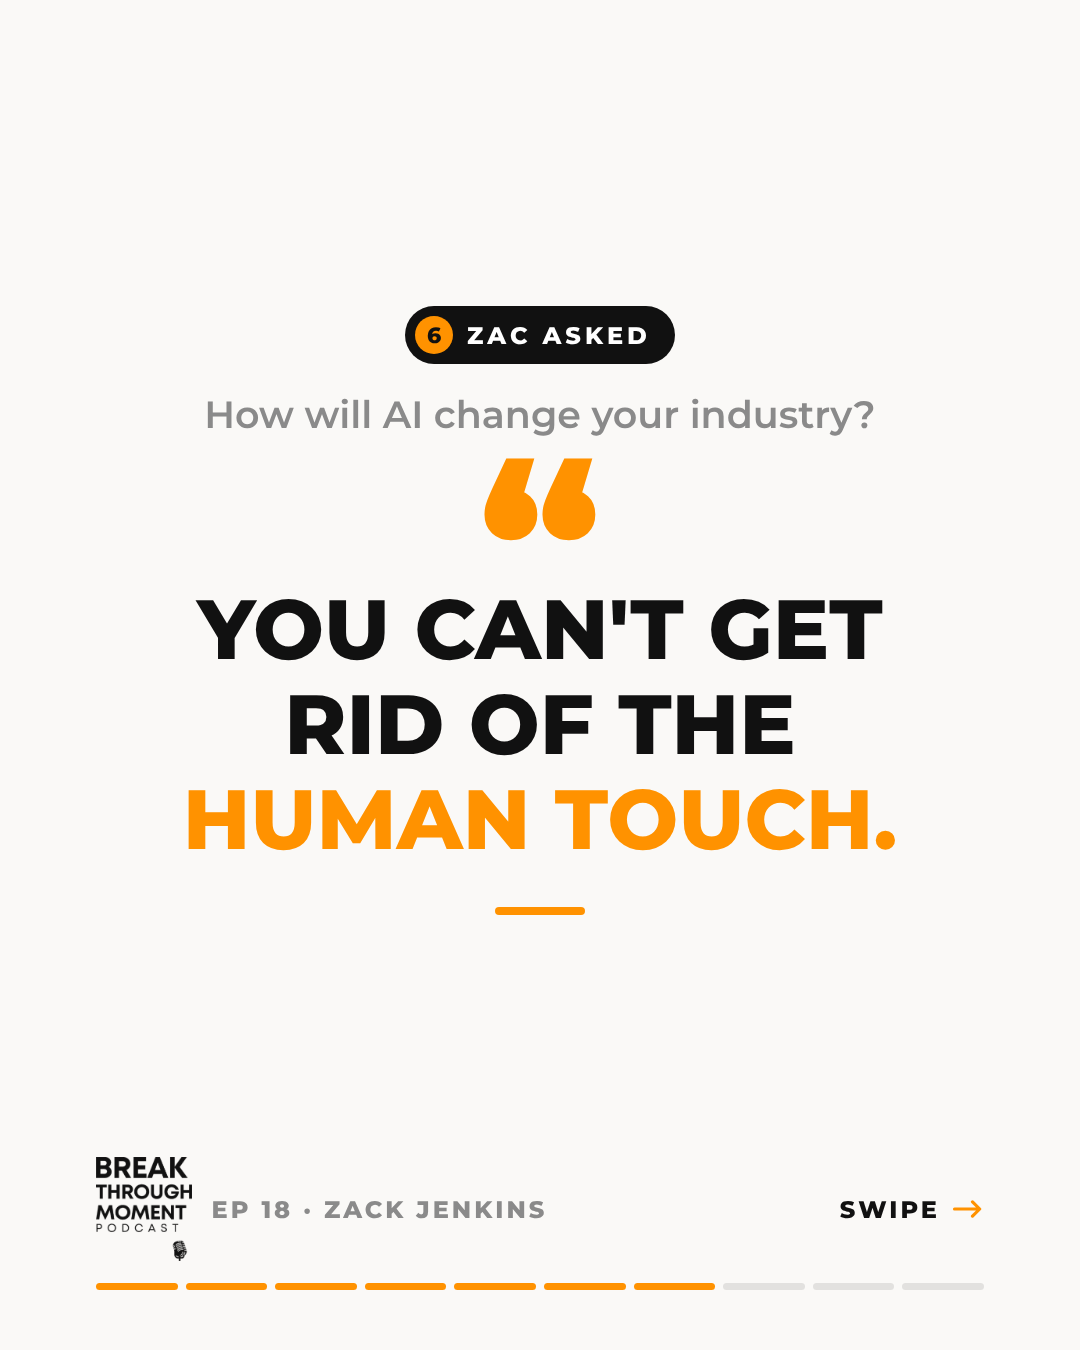 6 ZAC ASKED
How will AI change your industry?
“
YOU CAN'T GET
RID OF THE
HUMAN TOUCH.
BREAK
THROUGH
MOMENT
PODCAST
EP 18 · ZACK JENKINS
SWIPE →